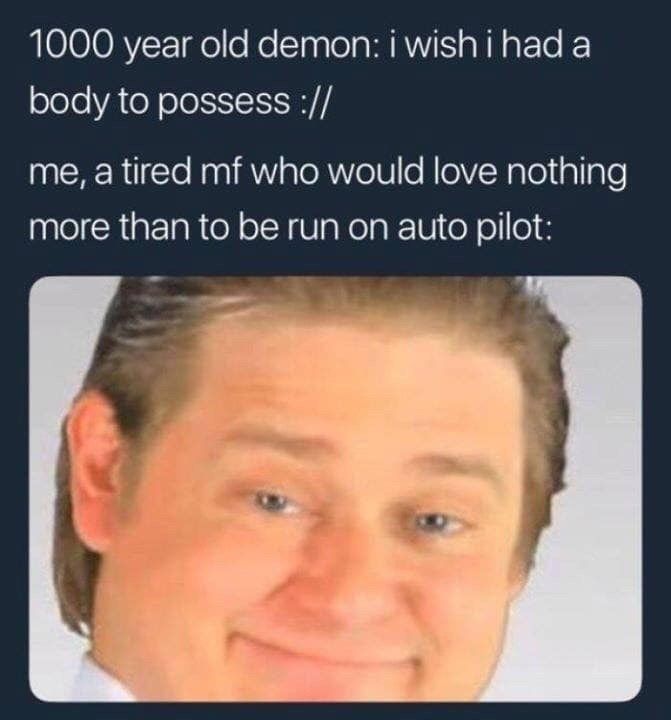 1000 year old demon: i wish i had a
body to possess ://
me, a tired mf who would love nothing
more than to be run on auto pilot: